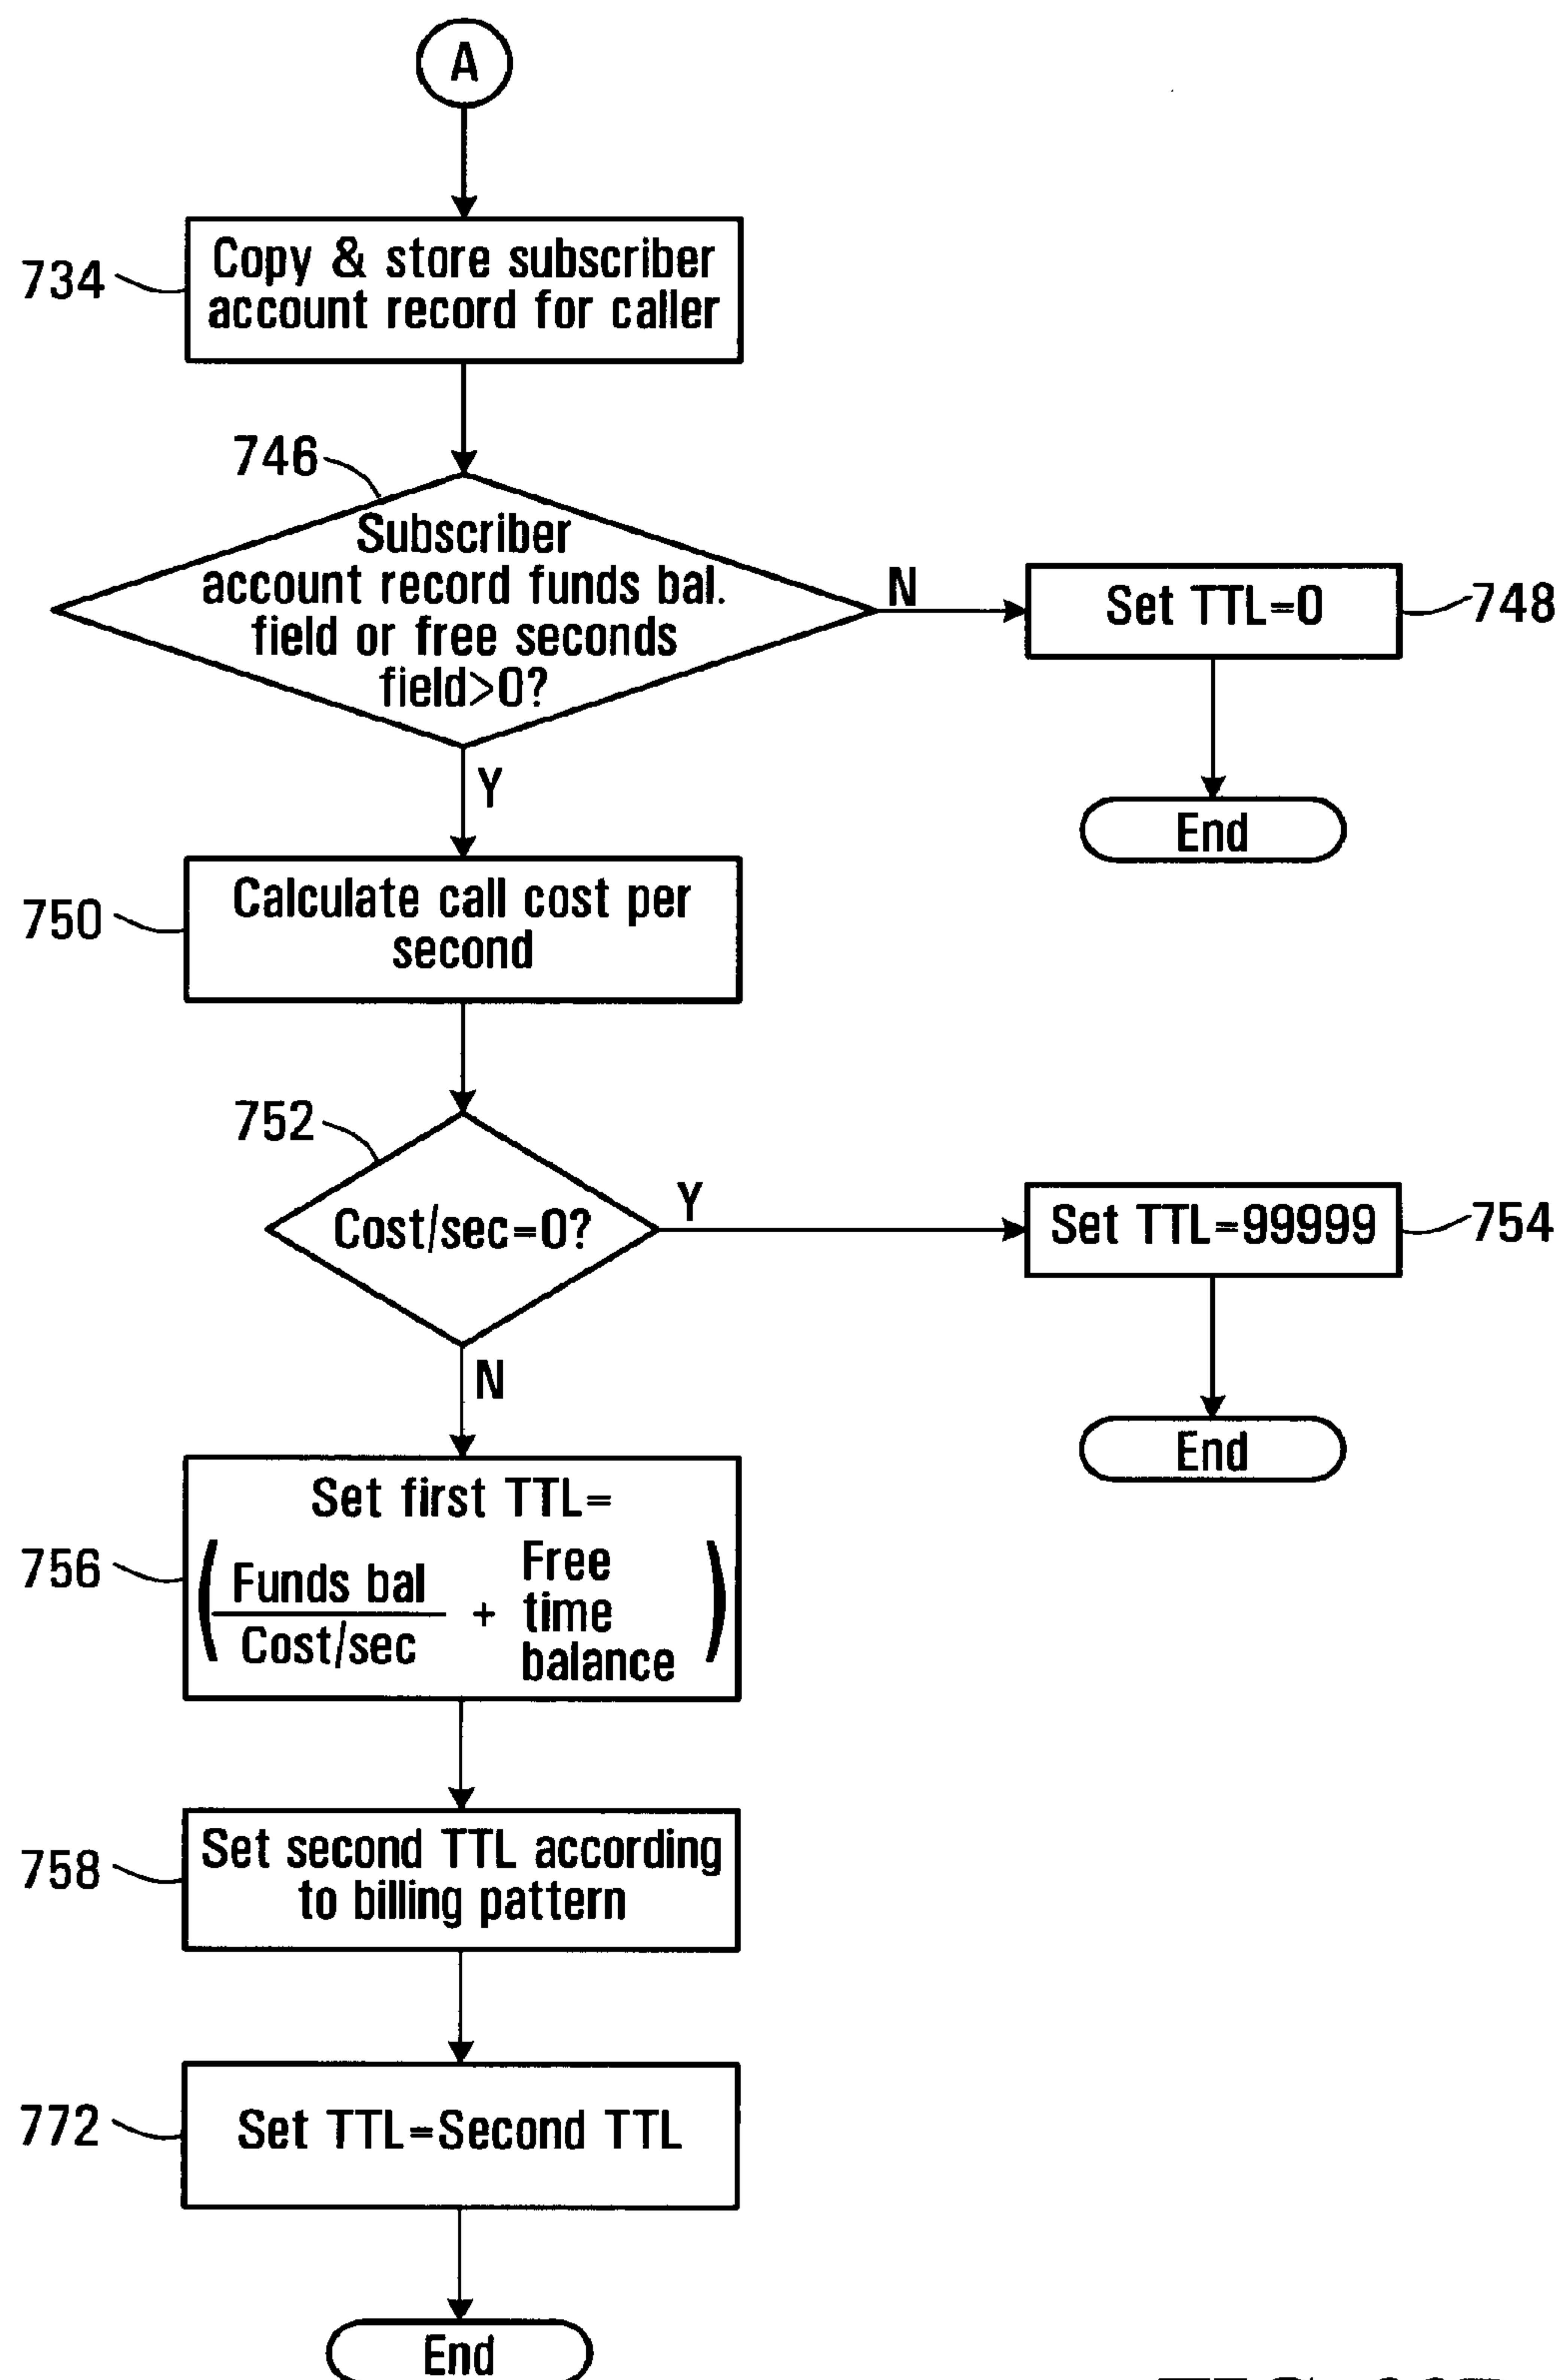 A
734
Copy & store subscriber
account record for caller
746
Subscriber
account record funds bal.
field or free seconds
field>0?
N
Set TTL=0
748
Y
End
750
Calculate call cost per
second
752
Cost/sec=0?
Y
Set TTL=99999
754
N
End
756
Set first TTL=
( Funds bal
Cost/sec
+
Free
time
balance )
758
Set second TTL according
to billing pattern
772
Set TTL=Second TTL
End